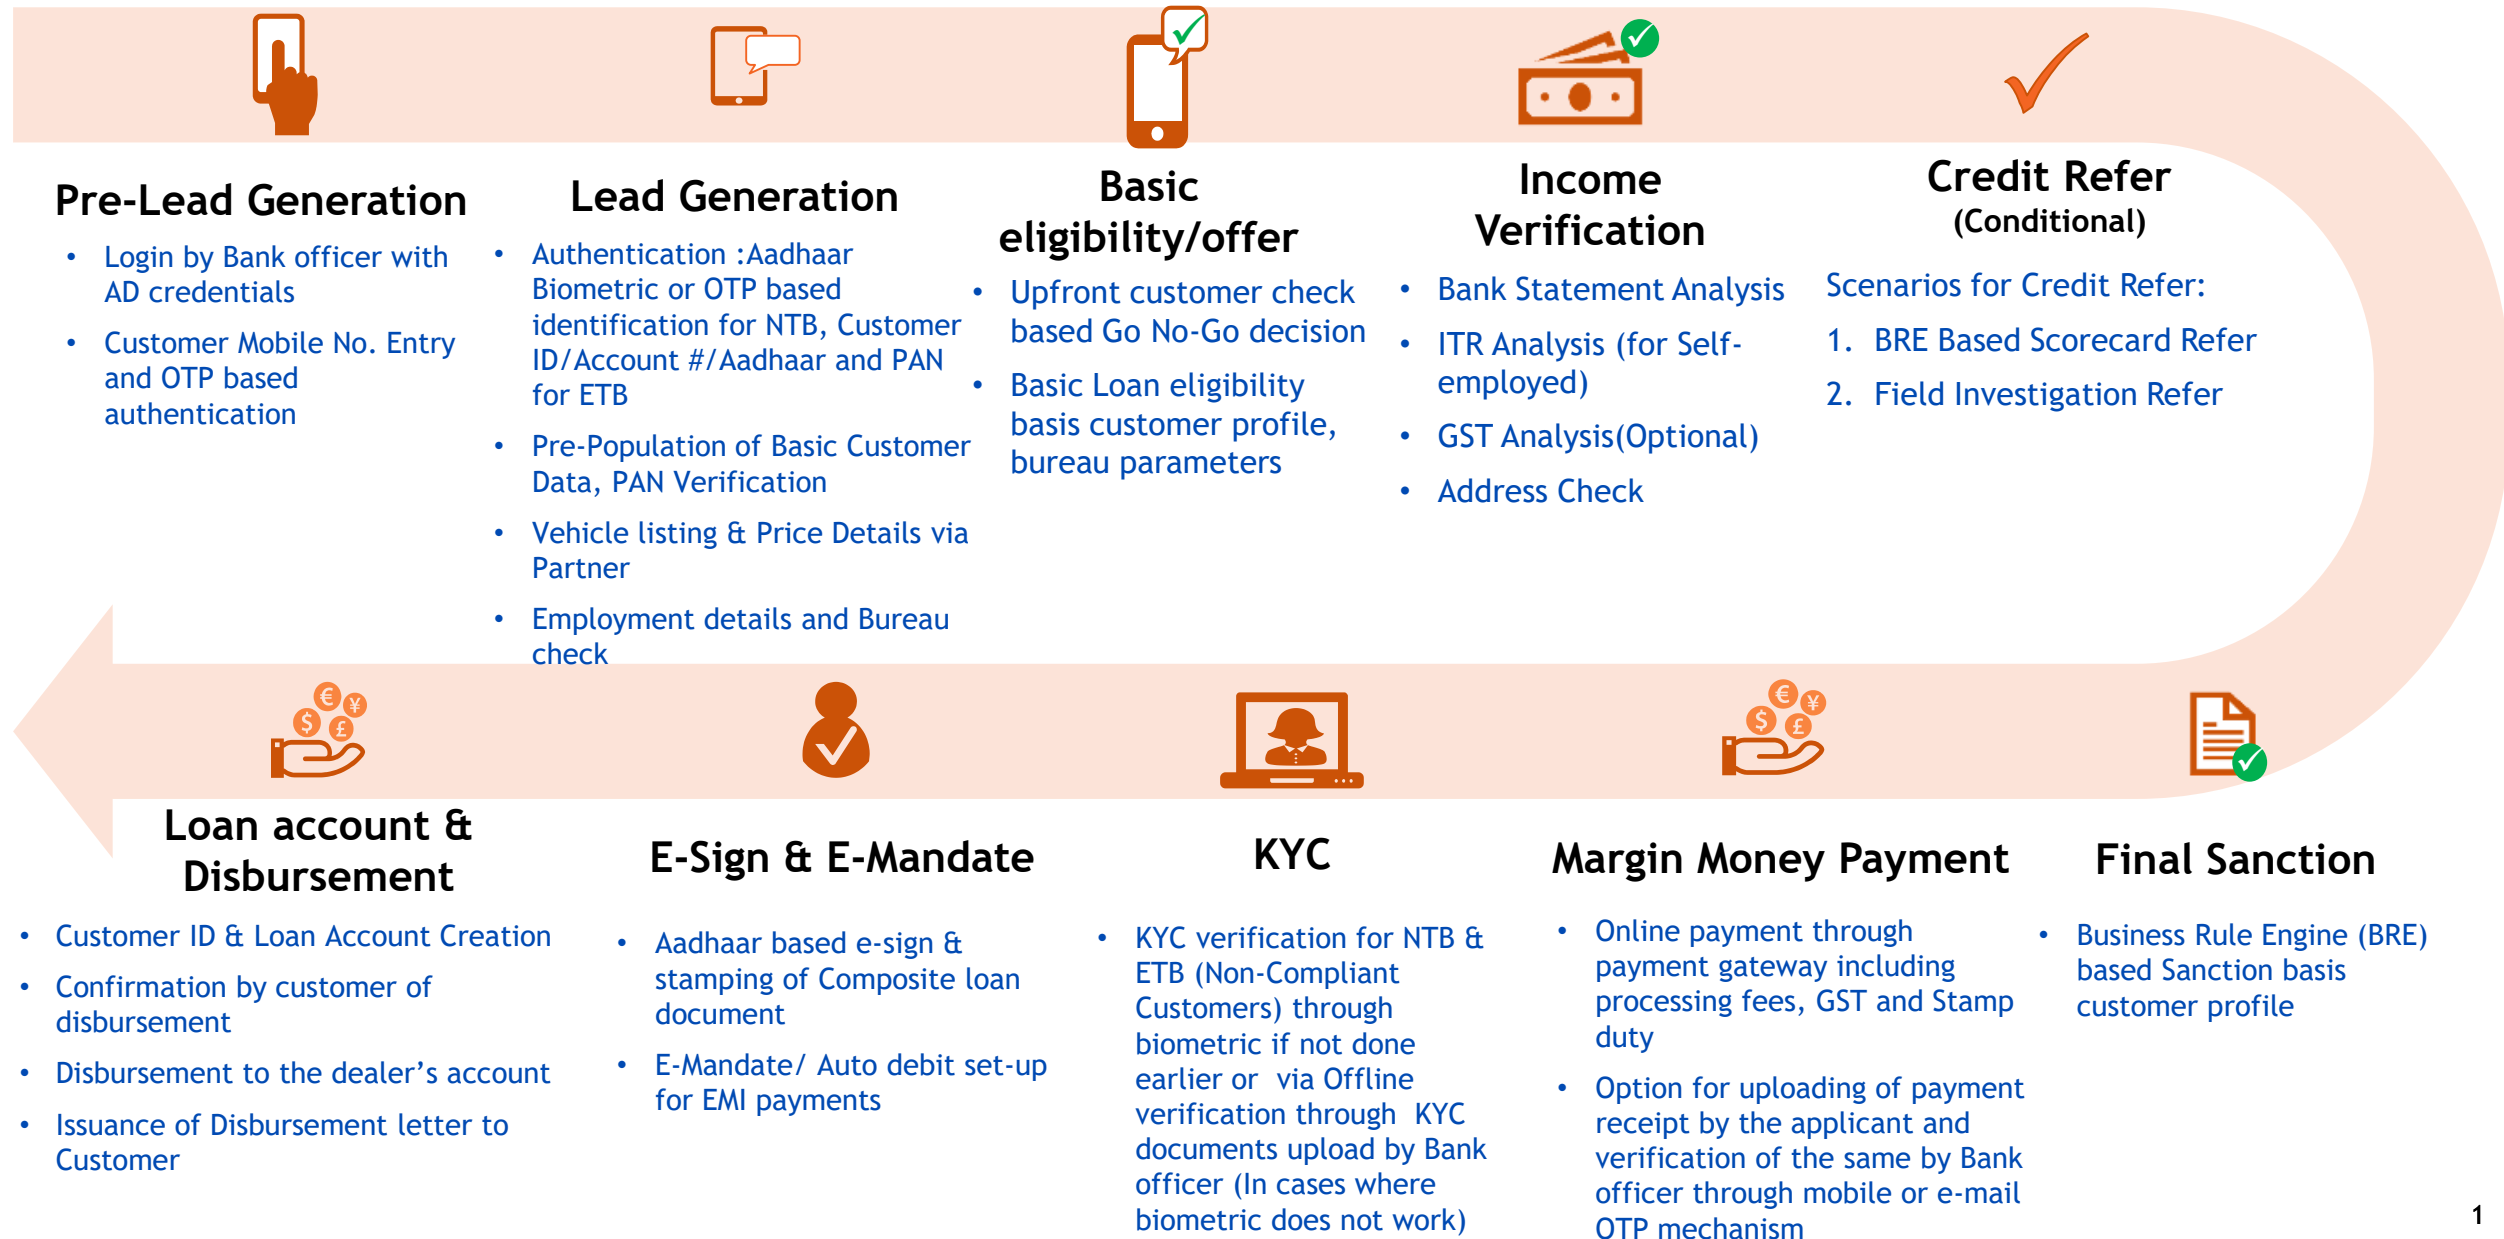 Pre-Lead Generation
• Login by Bank officer with
AD credentials
• Customer Mobile No. Entry
and OTP based
authentication
Lead Generation
• Authentication :Aadhaar
Biometric or OTP based
identification for NTB, Customer
ID/Account #/Aadhaar and PAN
for ETB
• Pre-Population of Basic Customer
Data, PAN Verification
• Vehicle listing & Price Details via
Partner
• Employment details and Bureau
check
Basic
eligibility/offer
• Upfront customer check
based Go No-Go decision
• Basic Loan eligibility
basis customer profile,
bureau parameters
Income
Verification
• Bank Statement Analysis
• ITR Analysis (for Self-
employed)
• GST Analysis(Optional)
• Address Check
Credit Refer
(Conditional)
Scenarios for Credit Refer:
1. BRE Based Scorecard Refer
2. Field Investigation Refer
€ ¥
$ £
Loan account &
Disbursement
• Customer ID & Loan Account Creation
• Confirmation by customer of
disbursement
• Disbursement to the dealer’s account
• Issuance of Disbursement letter to
Customer
E-Sign & E-Mandate
• Aadhaar based e-sign &
stamping of Composite loan
document
• E-Mandate/ Auto debit set-up
for EMI payments
KYC
• KYC verification for NTB &
ETB (Non-Compliant
Customers) through
biometric if not done
earlier or via Offline
verification through KYC
documents upload by Bank
officer (In cases where
biometric does not work)
€ ¥
$ £
Margin Money Payment
• Online payment through
payment gateway including
processing fees, GST and Stamp
duty
• Option for uploading of payment
receipt by the applicant and
verification of the same by Bank
officer through mobile or e-mail
OTP mechanism
Final Sanction
• Business Rule Engine (BRE)
based Sanction basis
customer profile
1